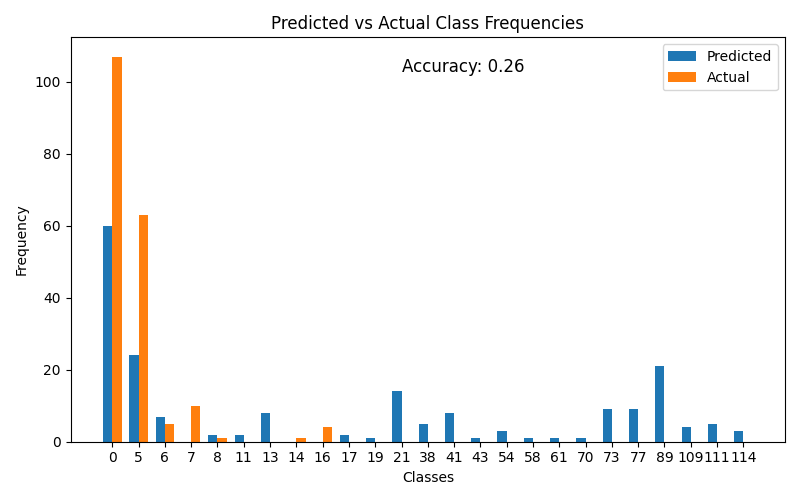 Predicted vs Actual Class Frequencies
Accuracy: 0.26
Predicted
Actual
Frequency
100
80
60
40
20
0
0 5 6 7 8 11 13 14 16 17 19 21 38 41 43 54 58 61 70 73 77 89 109 111 114
Classes